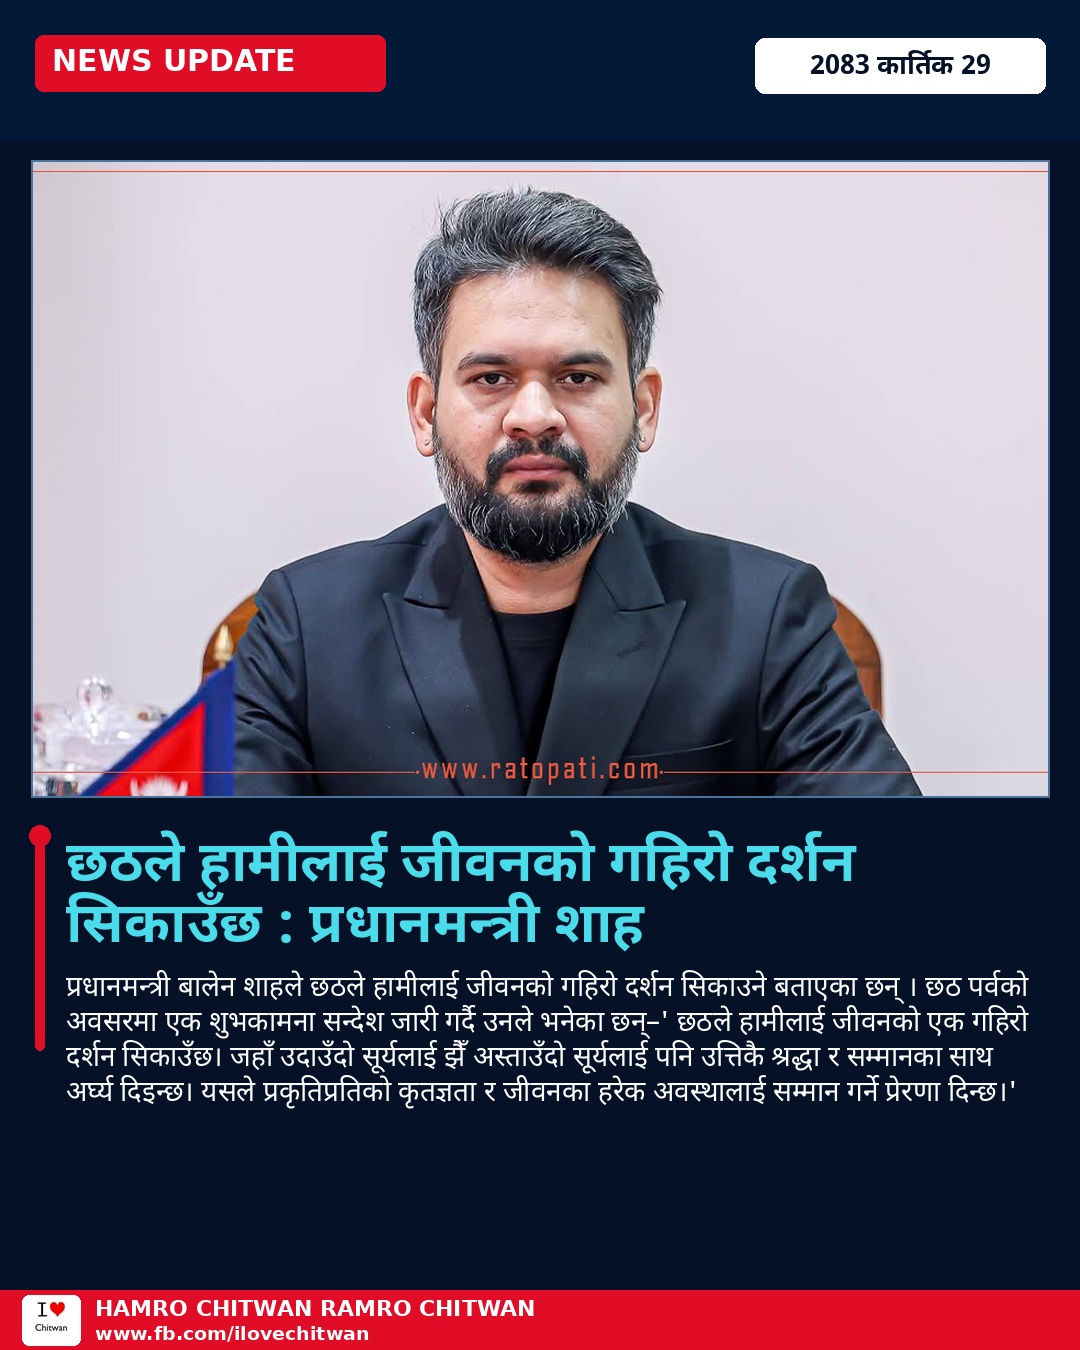 NEWS UPDATE
2083 कार्तिक 29
www.ratopati.com
छठले हामीलाई जीवनको गहिरो दर्शन
सिकाउँछ : प्रधानमन्त्री शाह
प्रधानमन्त्री बालेन शाहले छठले हामीलाई जीवनको गहिरो दर्शन सिकाउने बताएका छन् । छठ पर्वको
अवसरमा एक शुभकामना सन्देश जारी गर्दै उनले भनेका छन्–' छठले हामीलाई जीवनको एक गहिरो
दर्शन सिकाउँछ। जहाँ उदाउँदो सूर्यलाई झैँ अस्ताउँदो सूर्यलाई पनि उत्तिकै श्रद्धा र सम्मानका साथ
अर्घ्य दिइन्छ। यसले प्रकृतिप्रतिको कृतज्ञता र जीवनका हरेक अवस्थालाई सम्मान गर्ने प्रेरणा दिन्छ।'
I❤
Chitwan
HAMRO CHITWAN RAMRO CHITWAN
www.fb.com/ilovechitwan